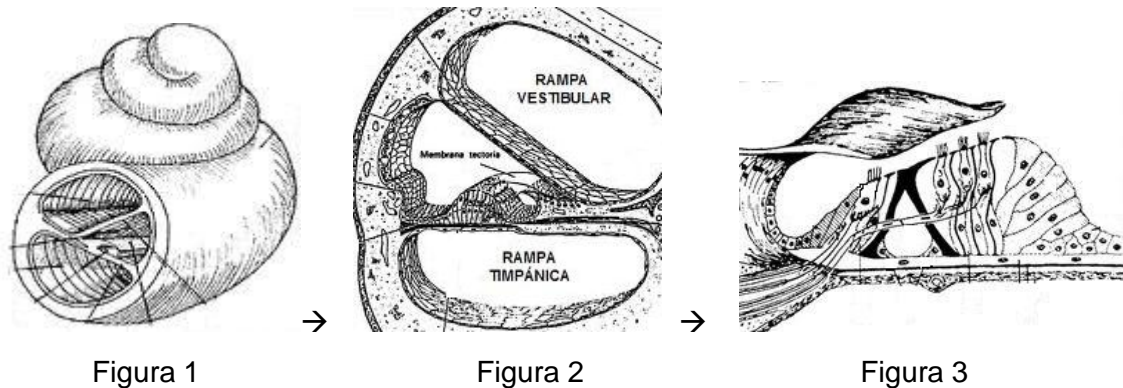 RAMPA
VESTIBULAR
Membrana tectoria
RAMPA
TIMPÁNICA
→
→
Figura 1
Figura 2
Figura 3